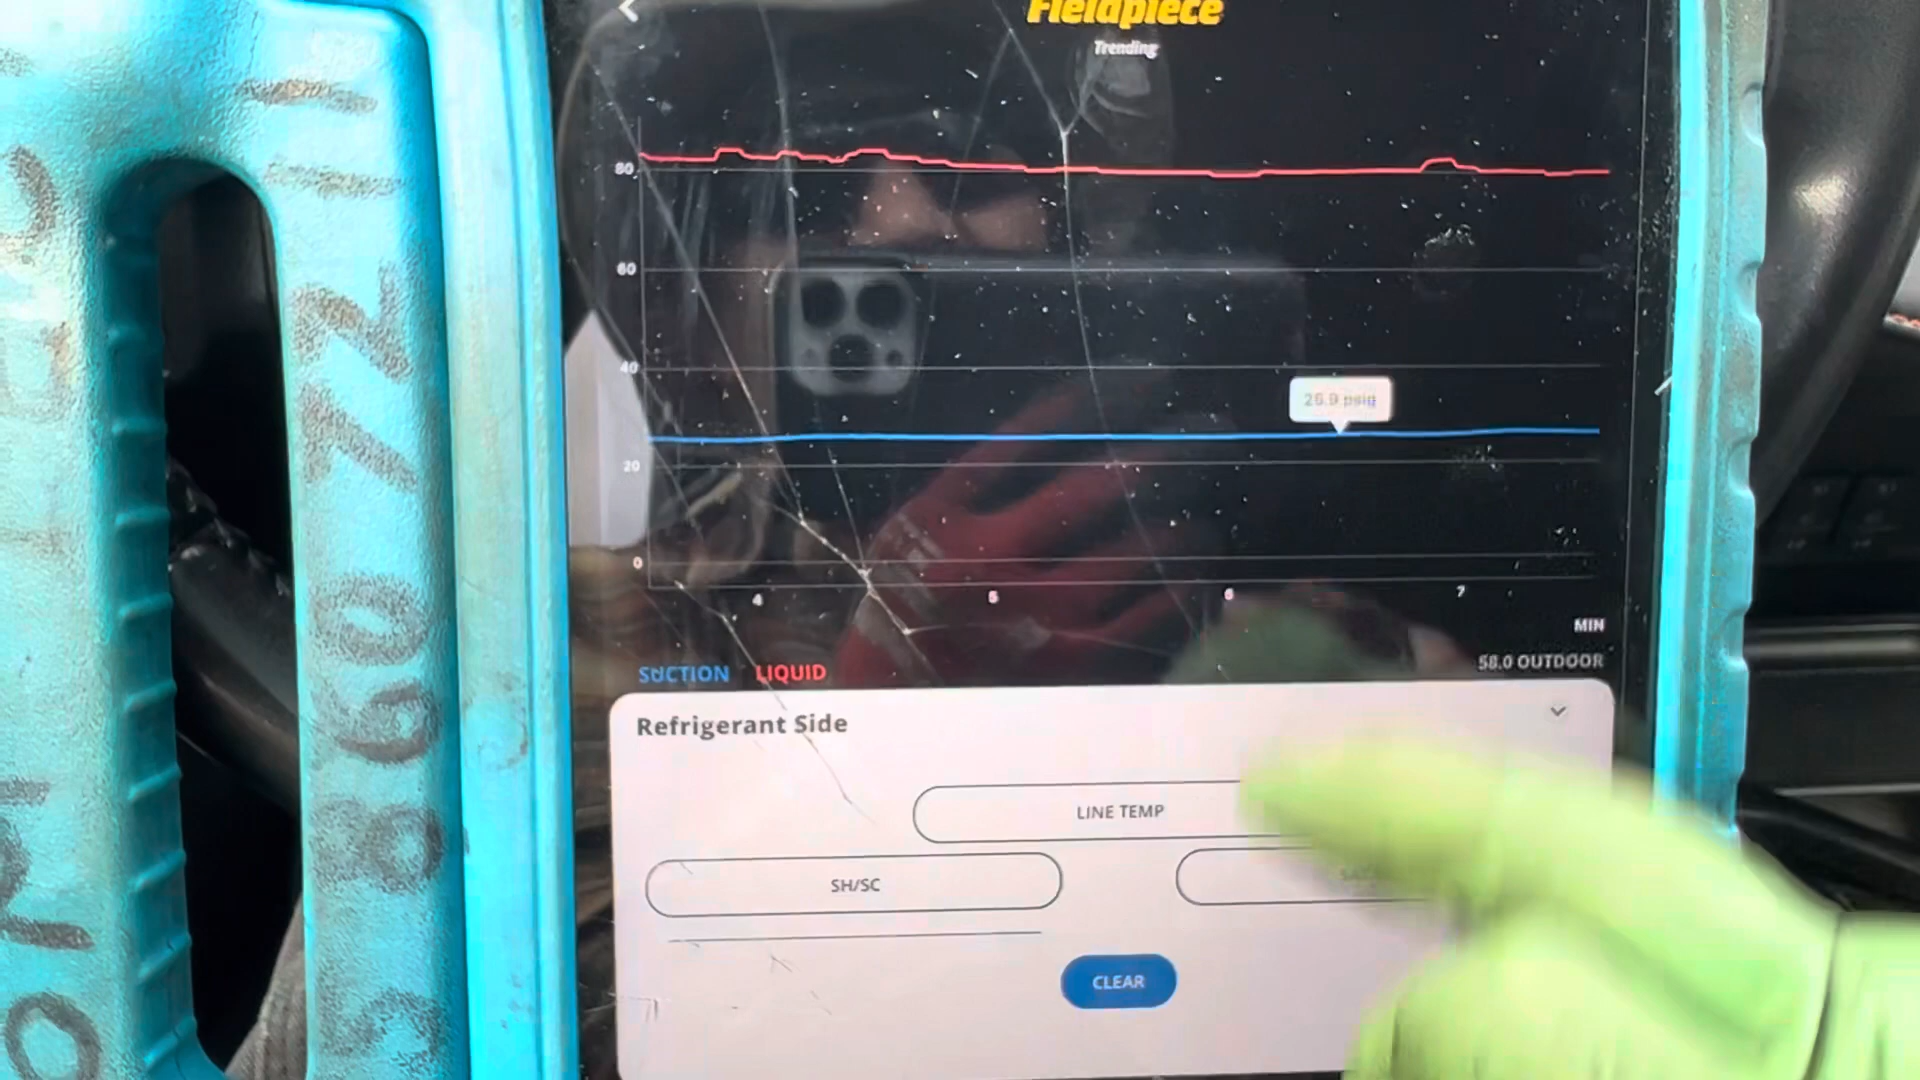 Fieldpiece
Trending
80
60
40
26.9 psig
20
0
4 5 6 7
MIN
SUCTION LIQUID
58.0 OUTDOOR
Refrigerant Side
LINE TEMP
SH/SC
CLEAR